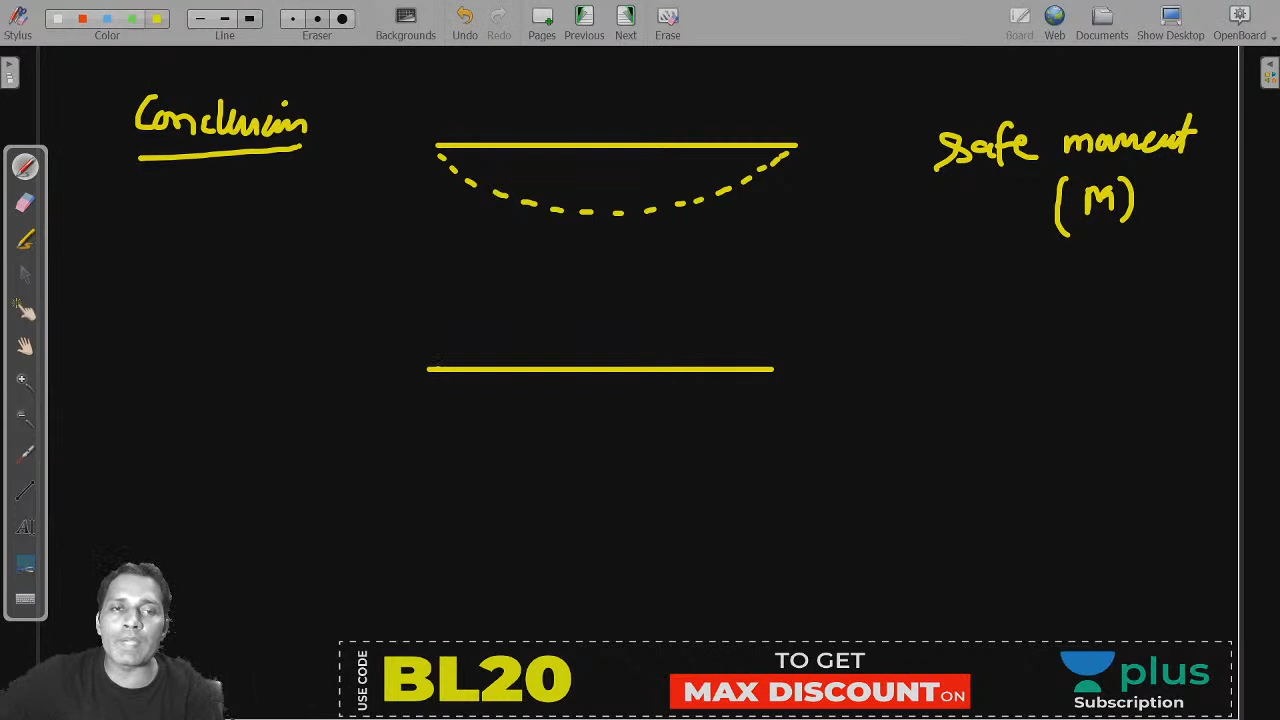 Stylus
Color
Line
Eraser
Backgrounds
Undo
Redo
Pages
Previous
Next
Erase
Board
Web
Documents
Show Desktop
OpenBoard
Conclusion
safe moment
(M)
USE CODE
BL20
TO GET
MAX DISCOUNT ON
plus
Subscription